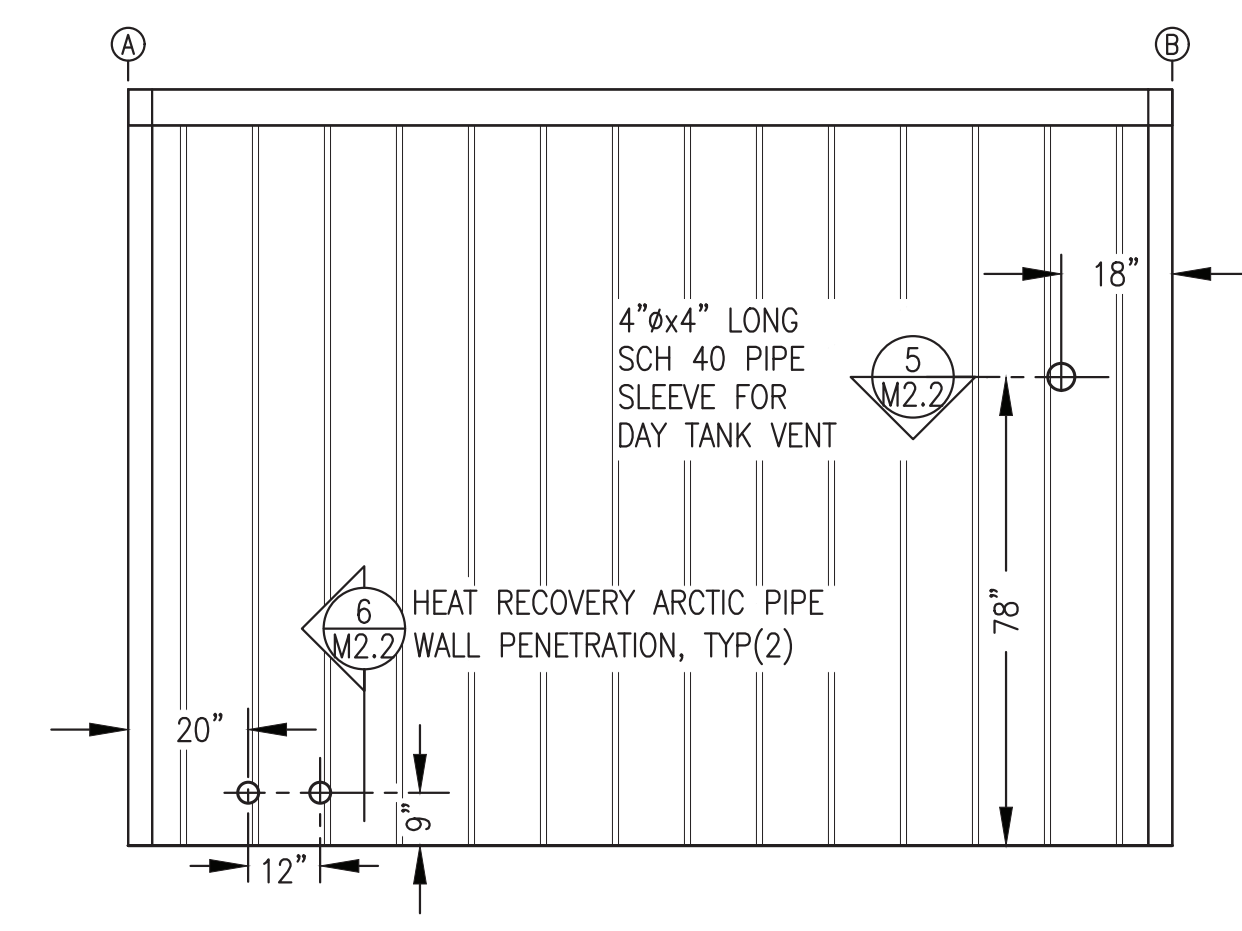 A
B
18”
4”øx4” LONG
SCH 40 PIPE
SLEEVE FOR
DAY TANK VENT
5
M2.2
78”
6
M2.2
HEAT RECOVERY ARCTIC PIPE
WALL PENETRATION, TYP(2)
20”
9”
12”